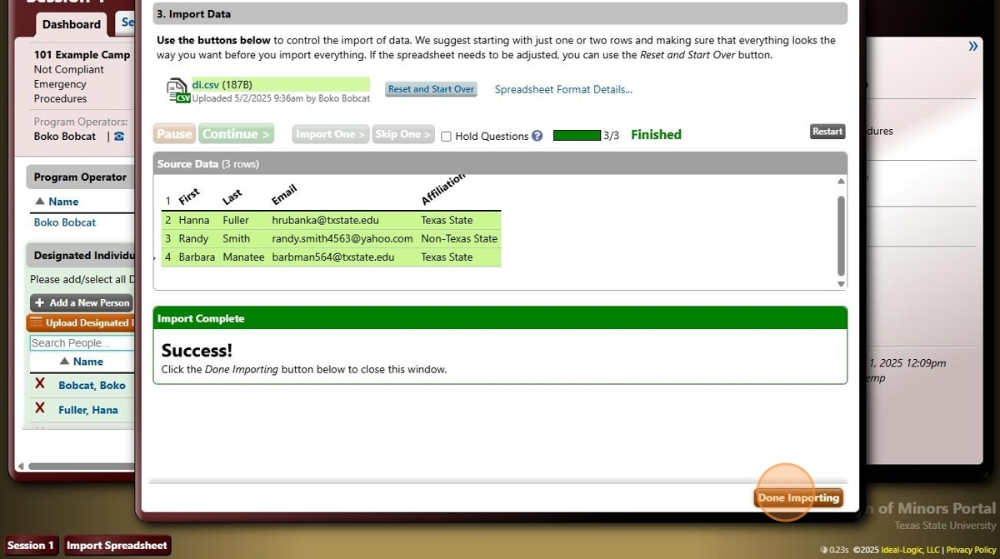 Session 1
Dashboard
Se
101 Example Camp
Not Compliant
Emergency
Procedures
Program Operators:
Boko Bobcat |
Program Operator
Name
Boko Bobcat
Designated Individu
Please add/select all D
+ Add a New Person
Upload Designated I
Search People...
Name
X Bobcat, Boko
X Fuller, Hana
3. Import Data
Use the buttons below to control the import of data. We suggest starting with just one or two rows and making sure that everything looks the
way you want before you import everything. If the spreadsheet needs to be adjusted, you can use the Reset and Start Over button.
CSV
di.csv (187B)
Uploaded 5/2/2025 9:36am by Boko Bobcat
Reset and Start Over
Spreadsheet Format Details...
Pause Continue > Import One > Skip One > Hold Questions ? 3/3 Finished Restart
Source Data (3 rows)
1 First Last Email Affiliation
2 Hanna Fuller hrubanka@txstate.edu Texas State
3 Randy Smith randy.smith4563@yahoo.com Non-Texas State
4 Barbara Manatee barbman564@txstate.edu Texas State
Import Complete
Success!
Click the Done Importing button below to close this window.
Done Importing
»
dures
1, 2025 12:09pm
emp
n of Minors Portal
Texas State University
Session 1 Import Spreadsheet
0.23s ©2025 Ideal-Logic, LLC | Privacy Policy